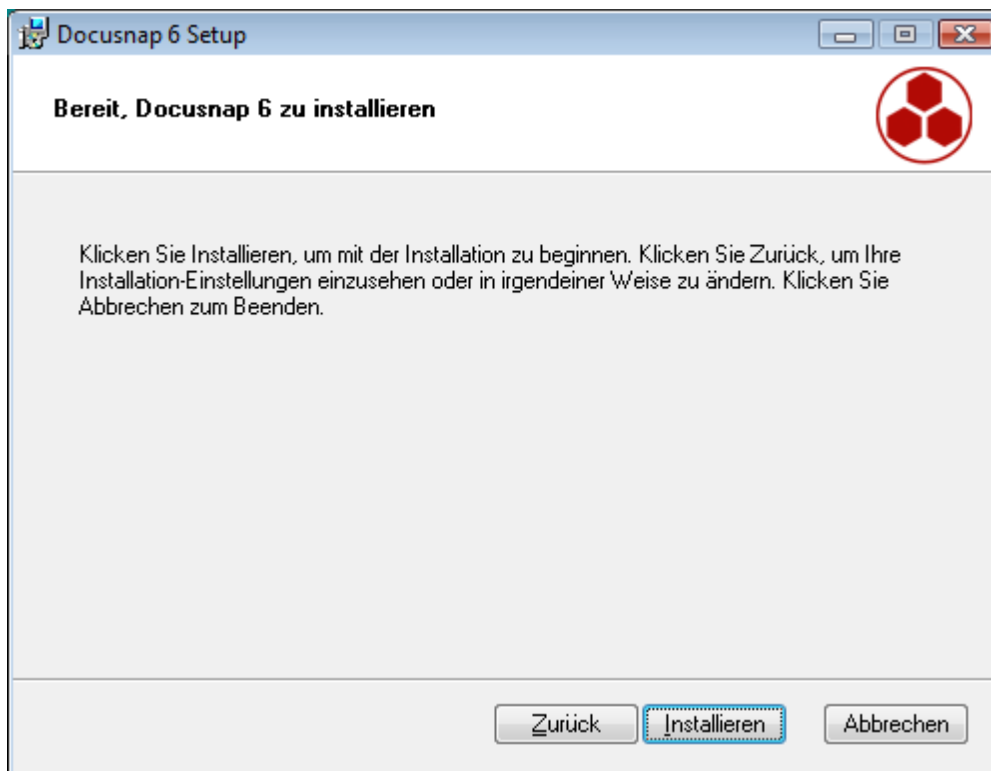 Docusnap 6 Setup
Bereit, Docusnap 6 zu installieren
Klicken Sie Installieren, um mit der Installation zu beginnen. Klicken Sie Zurück, um Ihre
Installation-Einstellungen einzusehen oder in irgendeiner Weise zu ändern. Klicken Sie
Abbrechen zum Beenden.
Zurück Installieren Abbrechen